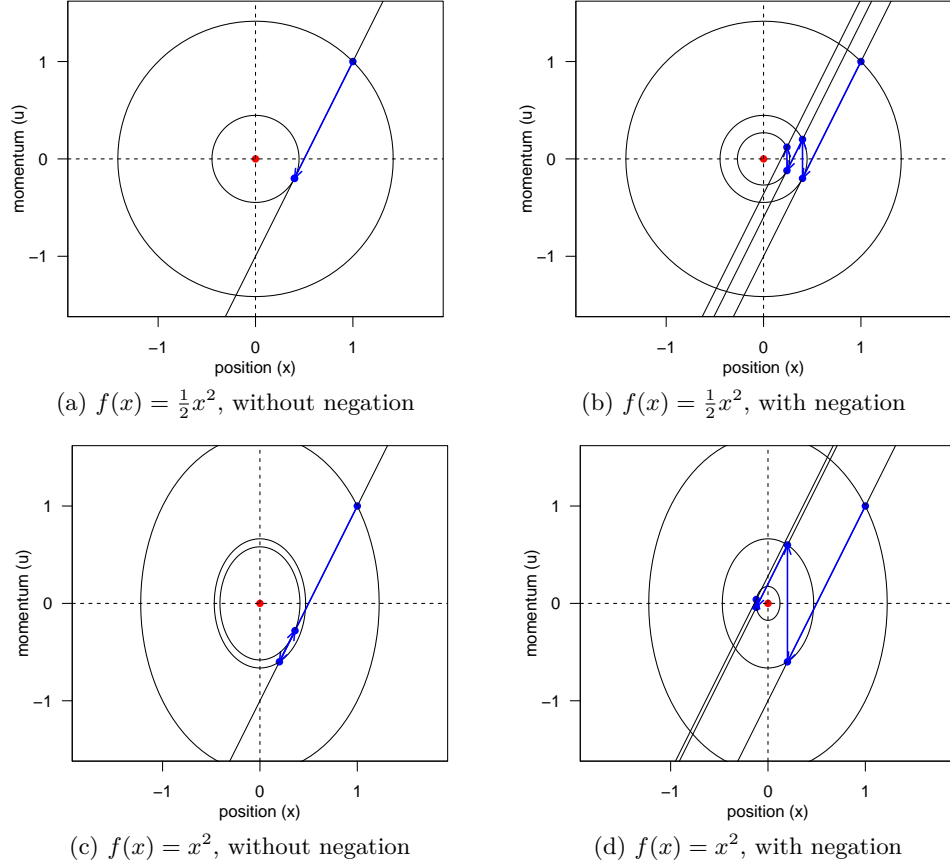 momentum (u)
1
0
−1
−1
0
1
position (x)
(a) f(x) = ½x², without negation
momentum (u)
1
0
−1
−1
0
1
position (x)
(b) f(x) = ½x², with negation
momentum (u)
1
0
−1
−1
0
1
position (x)
(c) f(x) = x², without negation
momentum (u)
1
0
−1
−1
0
1
position (x)
(d) f(x) = x², with negation